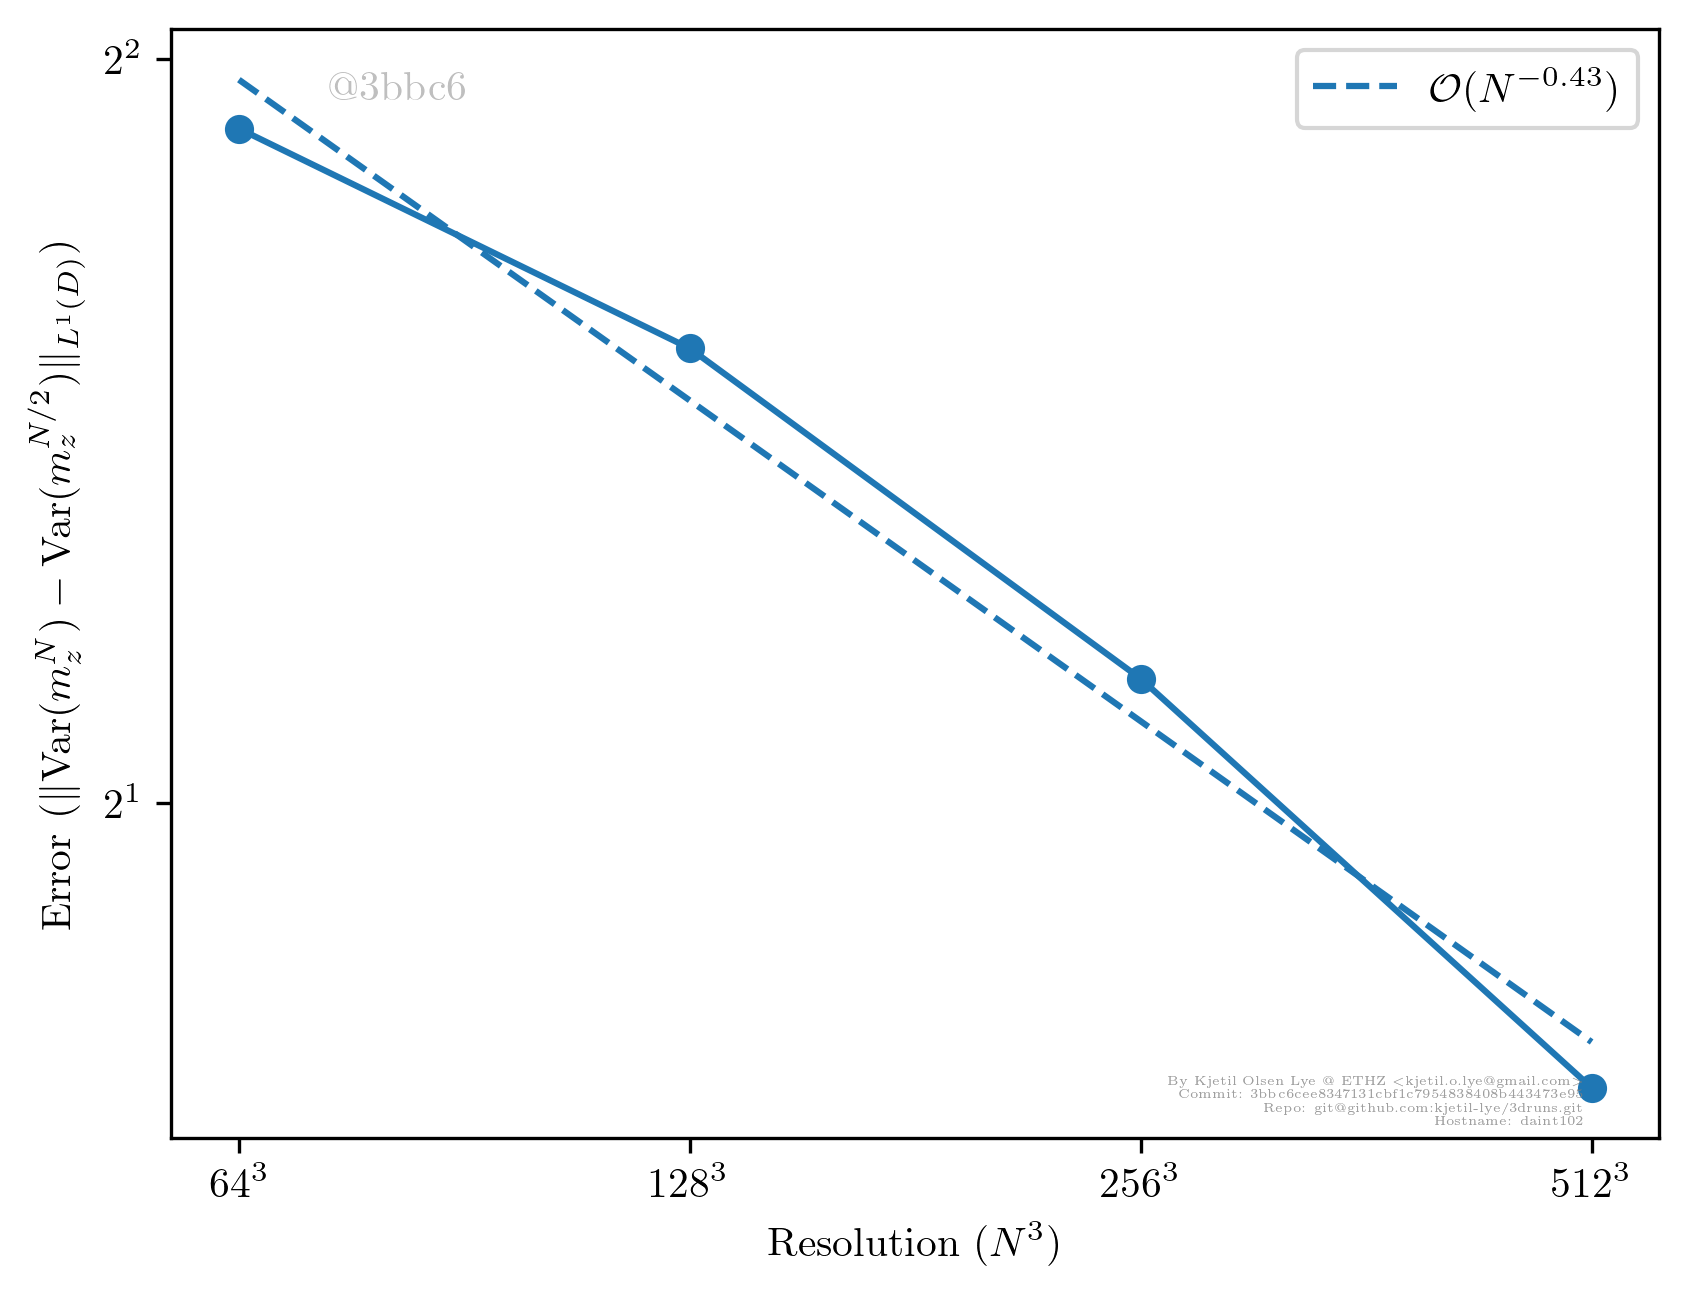 2^2
@3bbc6
O(N^{-0.43})
Error (‖Var(m_z^N) − Var(m_z^{N/2})‖_{L^1(D)})
2^1
By Kjetil Olsen Lye @ ETHZ <kjetil.o.lye@gmail.com>
Commit:
Repo: git@github.com:kjetil-lye/3druns.git
Hostname: daint102
64^3
128^3
256^3
512^3
Resolution (N^3)